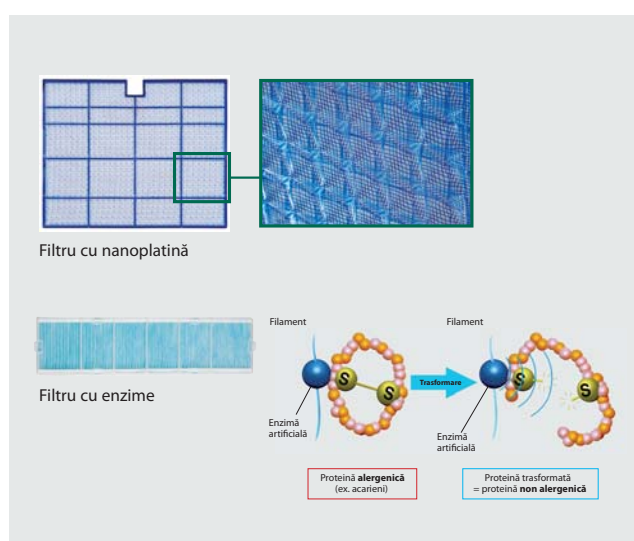 Filtru cu nanoplatină
Filtru cu enzime
Filament
S
S
Enzimă
artificială
Trasformare
Filament
S
S
Enzimă
artificială
Proteină alergenică
(ex. acarieni)
Proteină trasformată
= proteină non alergenică